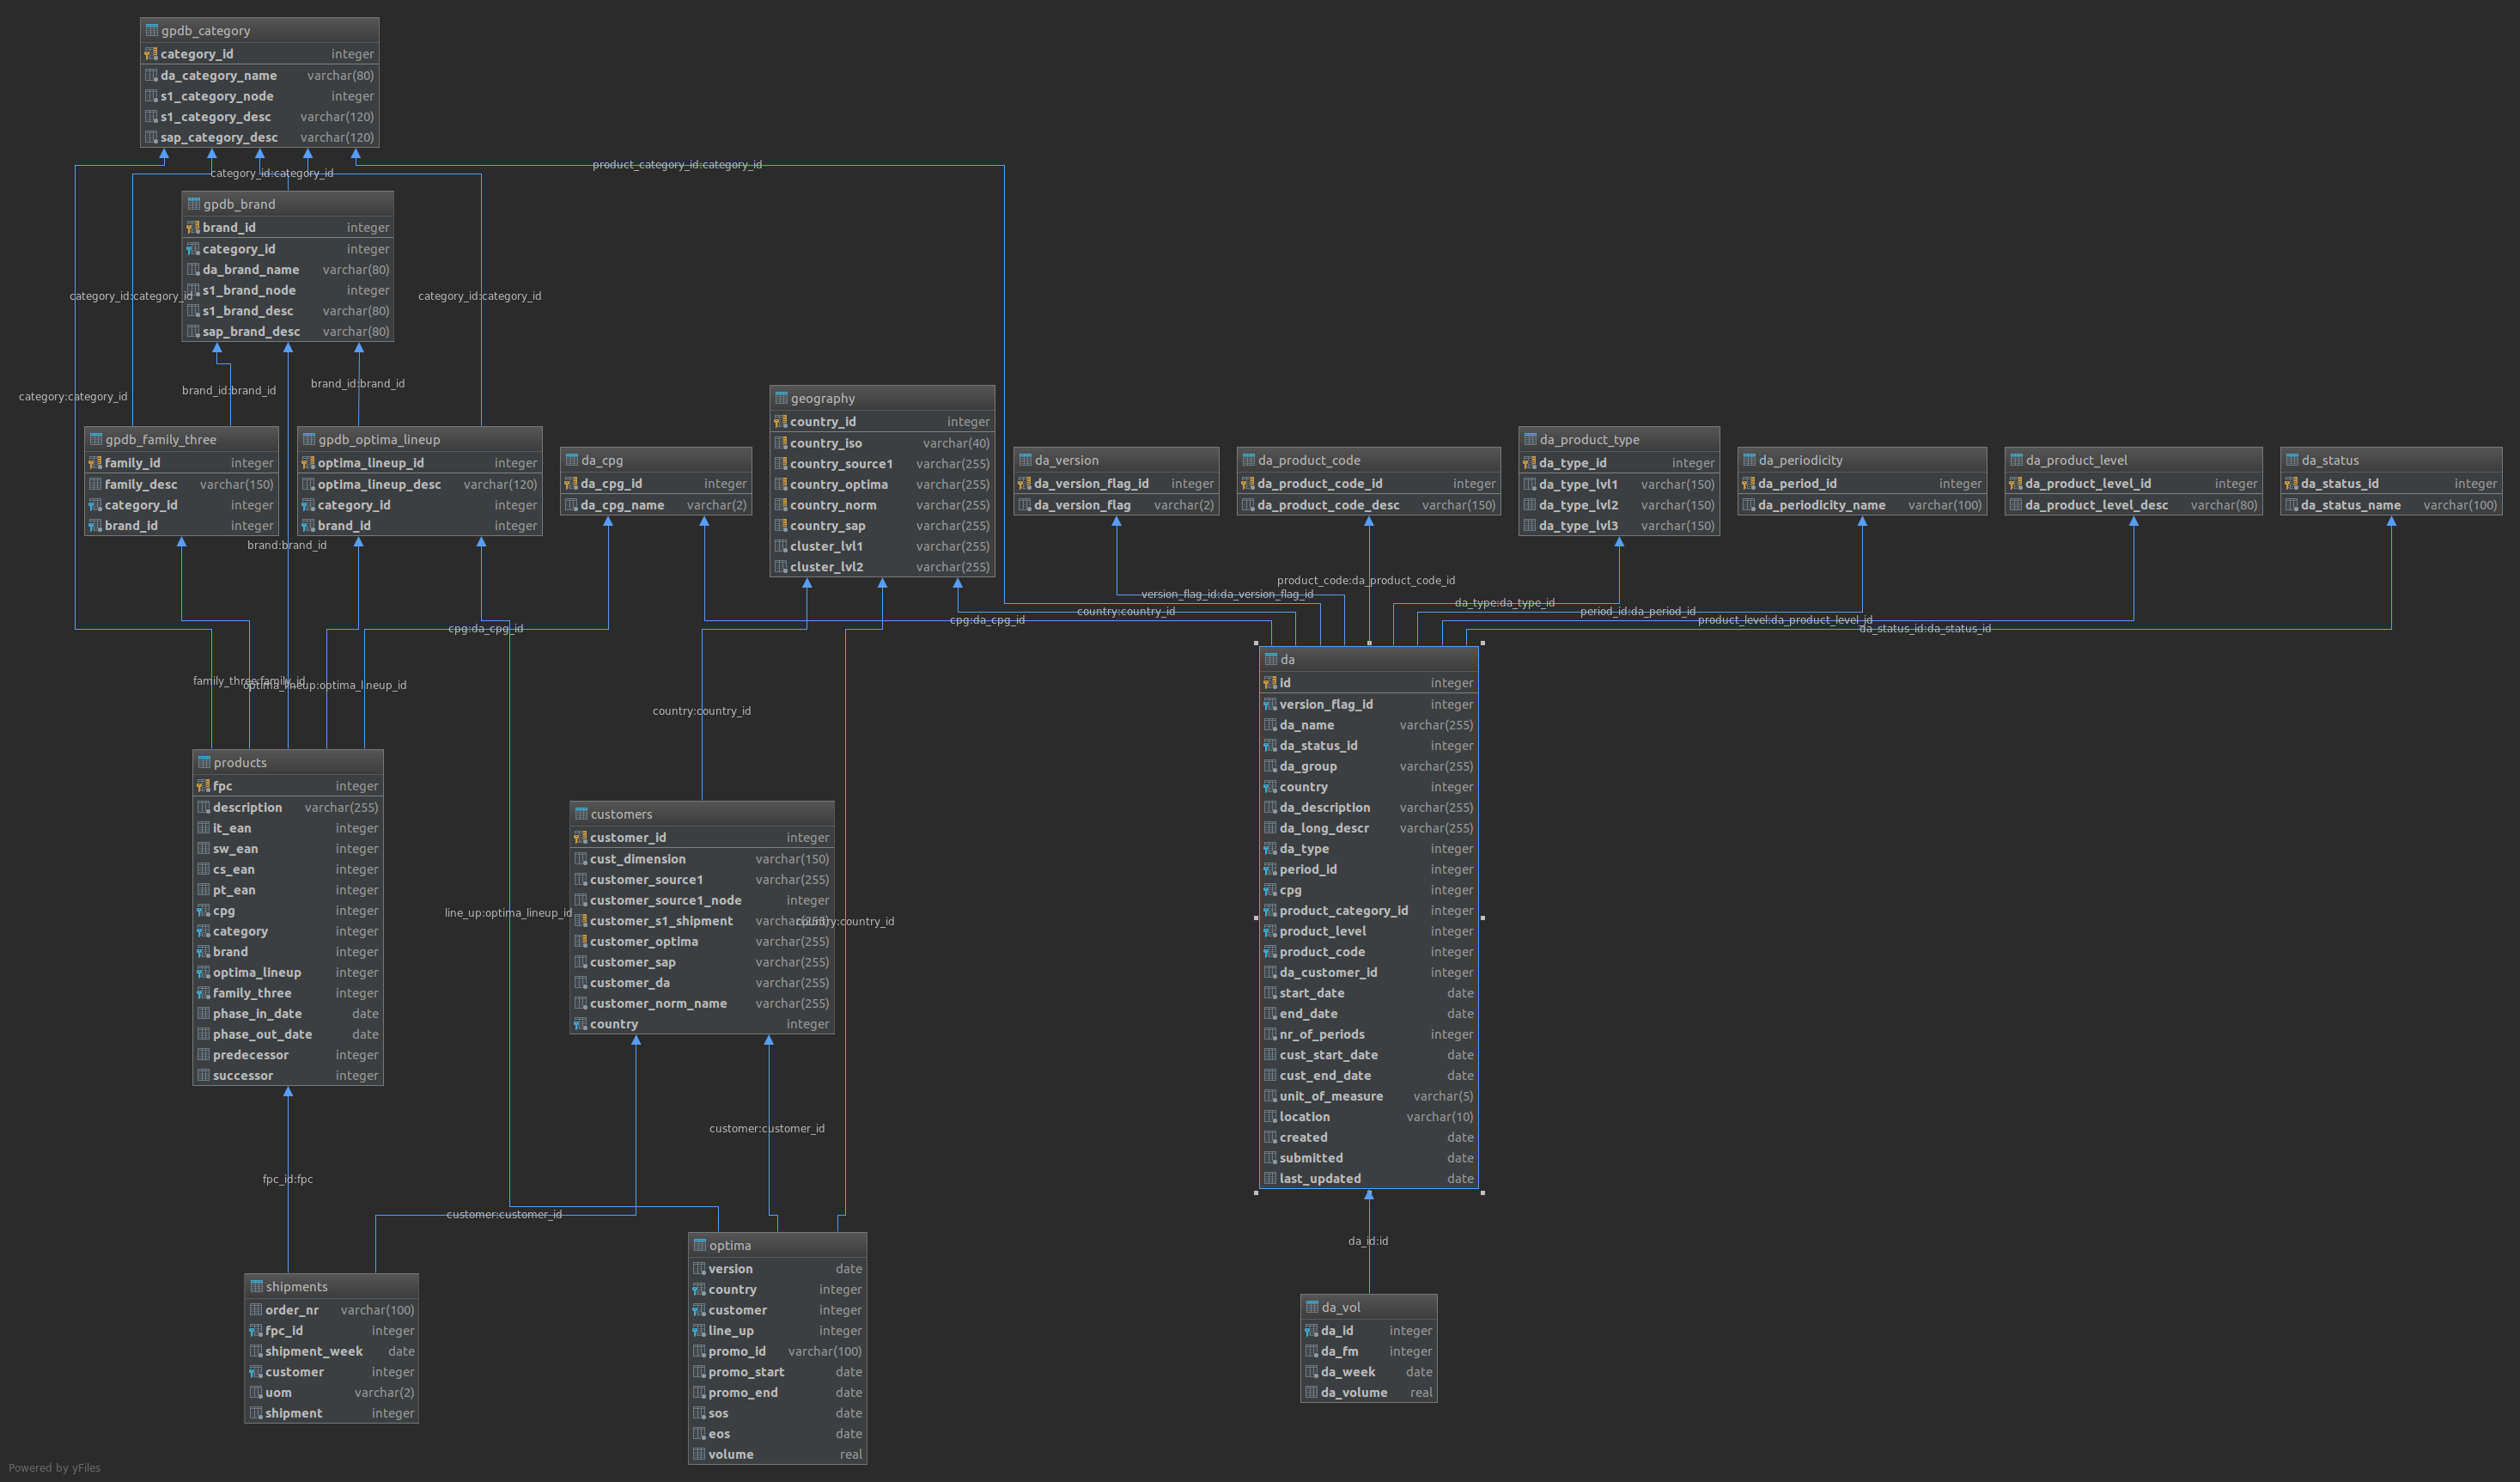 gpdb_category
category_id integer
da_category_name varchar(80)
s1_category_node integer
s1_category_desc varchar(120)
sap_category_desc varchar(120)
product_category_id:category_id
category_id:category_id
gpdb_brand
brand_id integer
category_id integer
da_brand_name varchar(80)
s1_brand_node integer
s1_brand_desc varchar(80)
sap_brand_desc varchar(80)
category_id:category_id
category_id:category_id
category:category_id
brand_id:brand_id
brand_id:brand_id
gpdb_family_three
family_id integer
family_desc varchar(150)
category_id integer
brand_id integer
gpdb_optima_lineup
optima_lineup_id integer
optima_lineup_desc varchar(120)
category_id integer
brand_id integer
da_cpg
da_cpg_id integer
da_cpg_name varchar(2)
geography
country_id integer
country_iso varchar(40)
country_source1 varchar(255)
country_optima varchar(255)
country_norm varchar(255)
country_sap varchar(255)
cluster_lvl1 varchar(255)
cluster_lvl2 varchar(255)
da_version
da_version_flag_id integer
da_version_flag varchar(2)
da_product_code
da_product_code_id integer
da_product_code_desc varchar(150)
da_product_type
da_type_id integer
da_type_lvl1 varchar(150)
da_type_lvl2 varchar(150)
da_type_lvl3 varchar(150)
da_periodicity
da_period_id integer
da_periodicity_name varchar(100)
da_product_level
da_product_level_id integer
da_product_level_desc varchar(80)
da_status
da_status_id integer
da_status_name varchar(100)
brand:brand_id
product_code:da_product_code_id
version_flag_id:da_version_flag_id
da_type:da_type_id
country:country_id
period_id:da_period_id
cpg:da_cpg_id
product_level:da_product_level_id
cpg:da_cpg_id
da_status_id:da_status_id
family_three:family_id
optima_lineup:optima_lineup_id
country:country_id
da
id integer
version_flag_id integer
da_name varchar(255)
da_status_id integer
da_group varchar(255)
country integer
da_description varchar(255)
da_long_descr varchar(255)
da_type integer
period_id integer
cpg integer
product_category_id integer
product_level integer
product_code integer
da_customer_id integer
start_date date
end_date date
nr_of_periods integer
cust_start_date date
cust_end_date date
unit_of_measure varchar(5)
location varchar(10)
created date
submitted date
last_updated date
products
fpc integer
description varchar(255)
it_ean integer
sw_ean integer
cs_ean integer
pt_ean integer
cpg integer
category integer
brand integer
optima_lineup integer
family_three integer
phase_in_date date
phase_out_date date
predecessor integer
successor integer
customers
customer_id integer
cust_dimension varchar(150)
customer_source1 varchar(255)
customer_source1_node integer
customer_s1_shipment varchar(255)
customer_optima varchar(255)
customer_sap varchar(255)
customer_da varchar(255)
customer_norm_name varchar(255)
country integer
line_up:optima_lineup_id
country:country_id
customer:customer_id
fpc_id:fpc
customer:customer_id
da_id:id
shipments
order_nr varchar(100)
fpc_id integer
shipment_week date
customer integer
uom varchar(2)
shipment integer
optima
version date
country integer
customer integer
line_up integer
promo_id varchar(100)
promo_start date
promo_end date
sos date
eos date
volume real
da_vol
da_id integer
da_fm integer
da_week date
da_volume real
Powered by yFiles